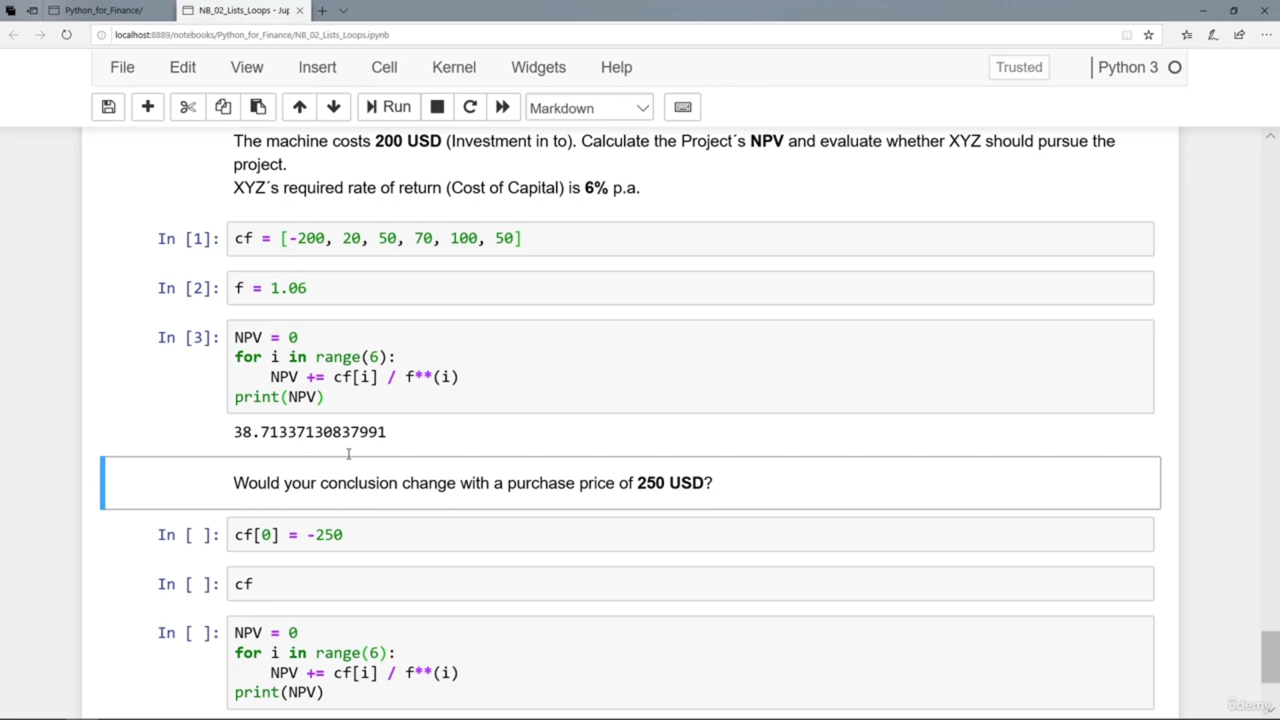 Python_for_Finance/
NB_02_Lists_Loops - Jup
localhost:8889/notebooks/Python_for_Finance/NB_02_Lists_Loops.ipynb
File Edit View Insert Cell Kernel Widgets Help Trusted Python 3
Run Markdown
The machine costs 200 USD (Investment in to). Calculate the Project´s NPV and evaluate whether XYZ should pursue the
project.
XYZ´s required rate of return (Cost of Capital) is 6% p.a.
In [1]: cf = [-200, 20, 50, 70, 100, 50]
In [2]: f = 1.06
In [3]: NPV = 0
for i in range(6):
NPV += cf[i] / f**(i)
print(NPV)
38.71337130837991
Would your conclusion change with a purchase price of 250 USD?
In [ ]: cf[0] = -250
In [ ]: cf
In [ ]: NPV = 0
for i in range(6):
NPV += cf[i] / f**(i)
print(NPV)
ûdemy